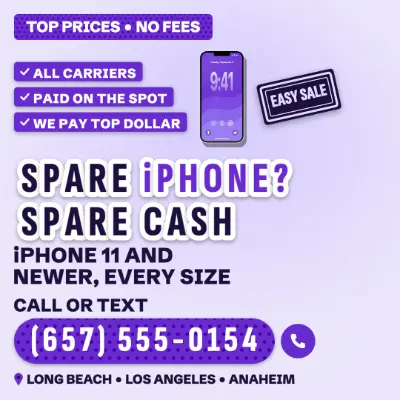 TOP PRICES • NO FEES
ALL CARRIERS
PAID ON THE SPOT
WE PAY TOP DOLLAR
9:41
EASY SALE
SPARE iPHONE?
SPARE CASH
iPHONE 11 AND
NEWER, EVERY SIZE
CALL OR TEXT
(657) 555-0154
LONG BEACH • LOS ANGELES • ANAHEIM